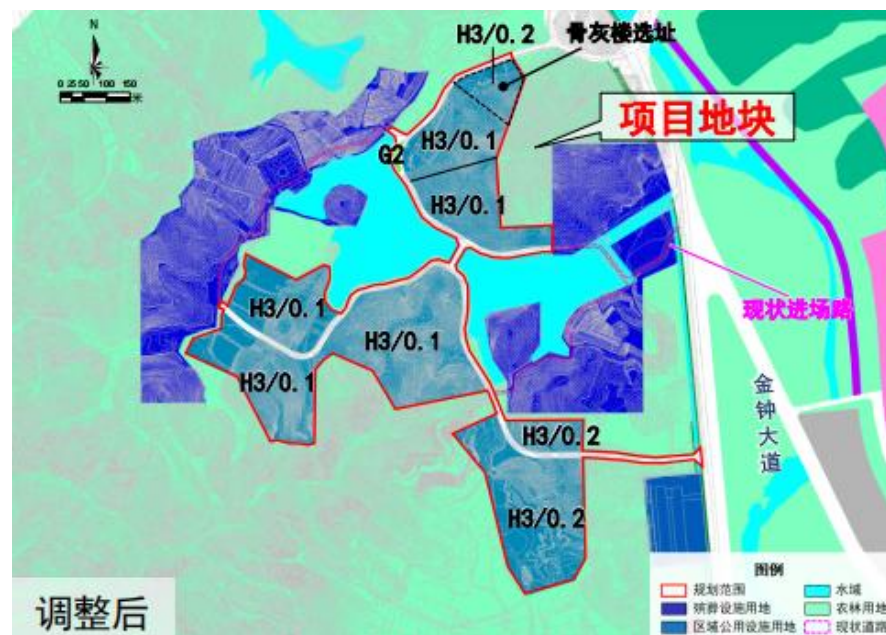 N
H3/0.2
骨灰楼选址
0 25 50 100 150
米
项目地块
H3/0.1
G2
H3/0.1
现状进场路
H3/0.1
H3/0.1
H3/0.1
金钟大道
H3/0.2
H3/0.2
调整后
图例
规划范围
水域
殡葬设施用地
农林用地
区域公用设施用地
现状道路